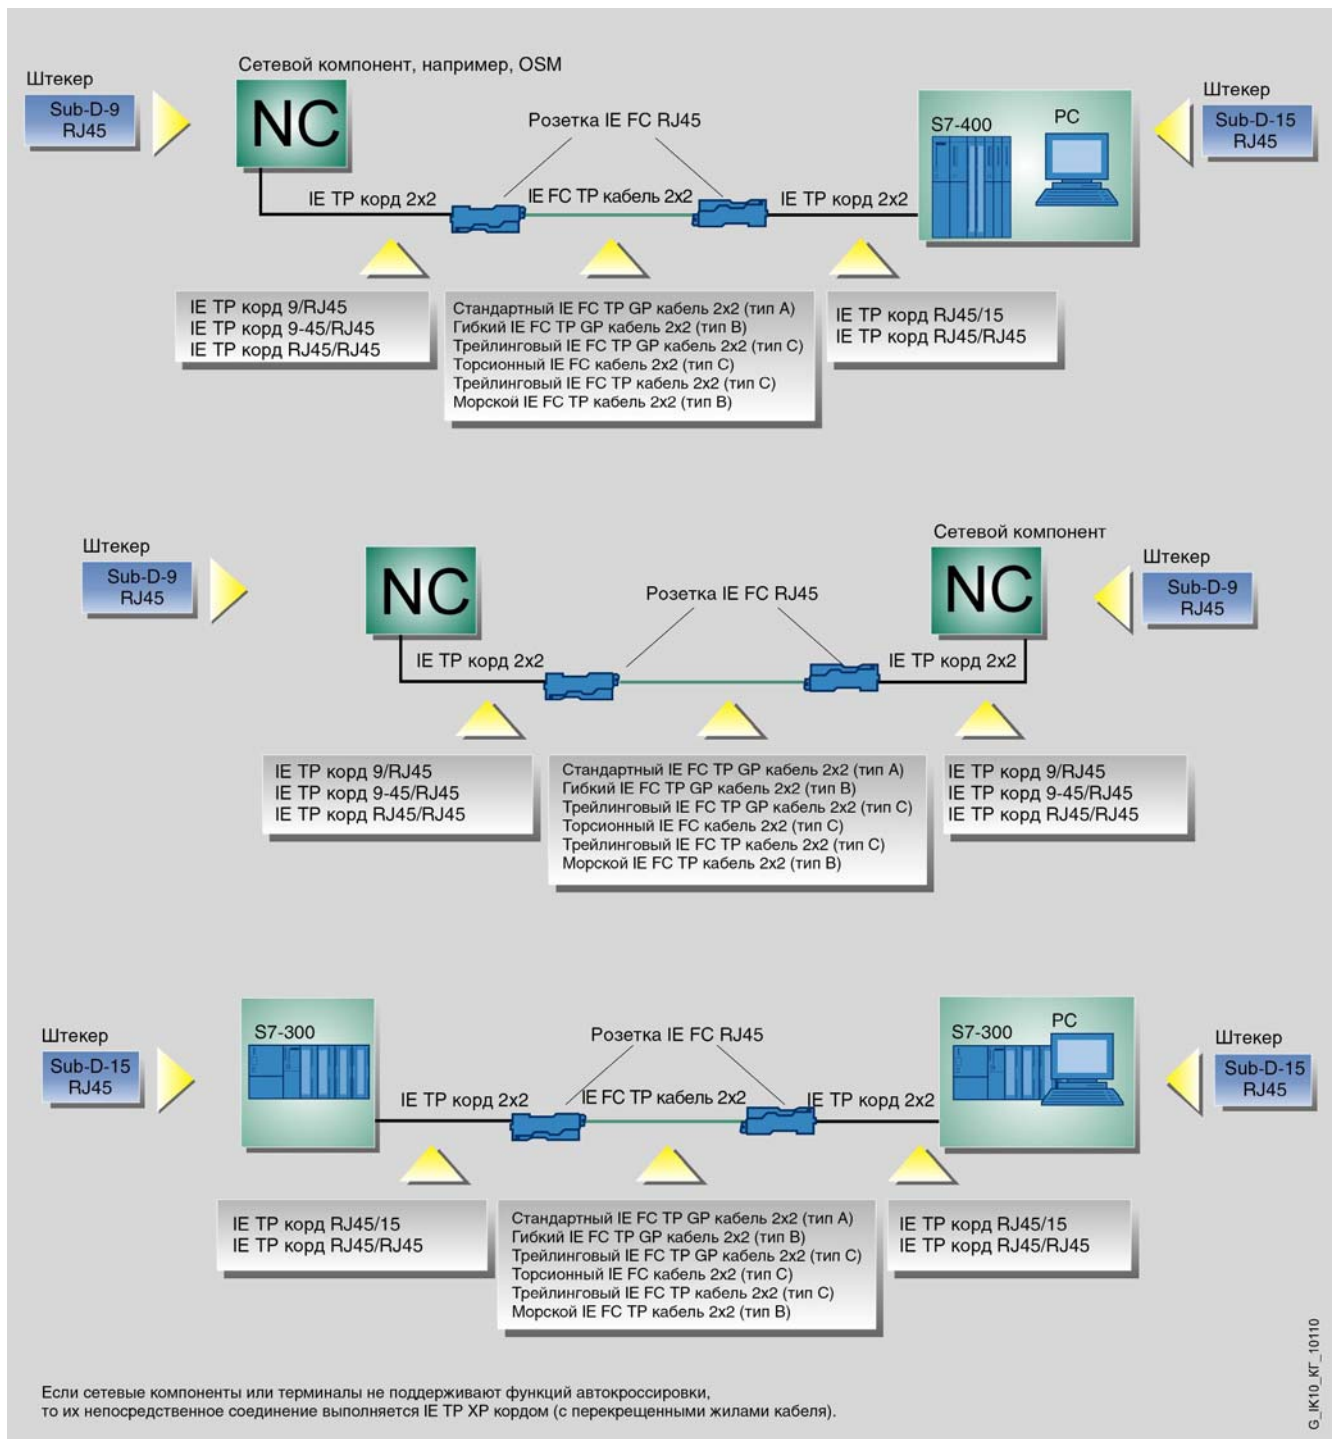 Сетевой компонент, например, OSM
Штекер
Sub-D-9
RJ45
NC
Розетка IE FC RJ45
S7-400
PC
Штекер
Sub-D-15
RJ45
IE TP корд 2x2
IE FC TP кабель 2x2
IE TP корд 2x2
IE TP корд 9/RJ45
IE TP корд 9-45/RJ45
IE TP корд RJ45/RJ45
Стандартный IE FC TP GP кабель 2x2 (тип A)
Гибкий IE FC TP GP кабель 2x2 (тип B)
Трейлинговый IE FC TP GP кабель 2x2 (тип C)
Торсионный IE FC кабель 2x2 (тип C)
Трейлинговый IE FC TP кабель 2x2 (тип C)
Морской IE FC TP кабель 2x2 (тип B)
IE TP корд RJ45/15
IE TP корд RJ45/RJ45
Штекер
Sub-D-9
RJ45
NC
Розетка IE FC RJ45
Сетевой компонент
NC
Штекер
Sub-D-9
RJ45
IE TP корд 2x2
IE TP корд 2x2
IE TP корд 9/RJ45
IE TP корд 9-45/RJ45
IE TP корд RJ45/RJ45
Стандартный IE FC TP GP кабель 2x2 (тип A)
Гибкий IE FC TP GP кабель 2x2 (тип B)
Трейлинговый IE FC TP GP кабель 2x2 (тип C)
Торсионный IE FC кабель 2x2 (тип C)
Трейлинговый IE FC TP кабель 2x2 (тип C)
Морской IE FC TP кабель 2x2 (тип B)
IE TP корд 9/RJ45
IE TP корд 9-45/RJ45
IE TP корд RJ45/RJ45
Штекер
Sub-D-15
RJ45
S7-300
Розетка IE FC RJ45
S7-300
PC
Штекер
Sub-D-15
RJ45
IE TP корд 2x2
IE FC TP кабель 2x2
IE TP корд 2x2
IE TP корд RJ45/15
IE TP корд RJ45/RJ45
Стандартный IE FC TP GP кабель 2x2 (тип A)
Гибкий IE FC TP GP кабель 2x2 (тип B)
Трейлинговый IE FC TP GP кабель 2x2 (тип C)
Торсионный IE FC кабель 2x2 (тип C)
Трейлинговый IE FC TP кабель 2x2 (тип C)
Морской IE FC TP кабель 2x2 (тип B)
IE TP корд RJ45/15
IE TP корд RJ45/RJ45
Если сетевые компоненты или терминалы не поддерживают функций автокроссировки,
то их непосредственное соединение выполняется IE TP XP кордом (с перекрещенными жилами кабеля).
G_IK10_КГ_10110